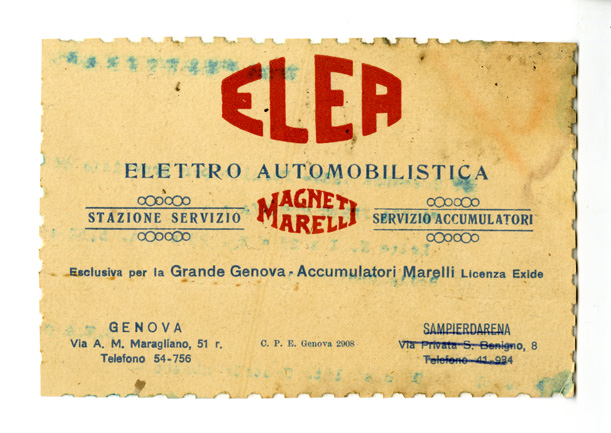 ELEA
ELETTRO AUTOMOBILISTICA
STAZIONE SERVIZIO
MAGNETI
MARELLI
SERVIZIO ACCUMULATORI
Esclusiva per la Grande Genova - Accumulatori Marelli Licenza Exide
GENOVA
Via A. M. Maragliano, 51 r.
Telefono 54-756
C. P. E. Genova 2908
SAMPIERDARENA
Via Privata S. Benigno, 8
Telefono 41-934